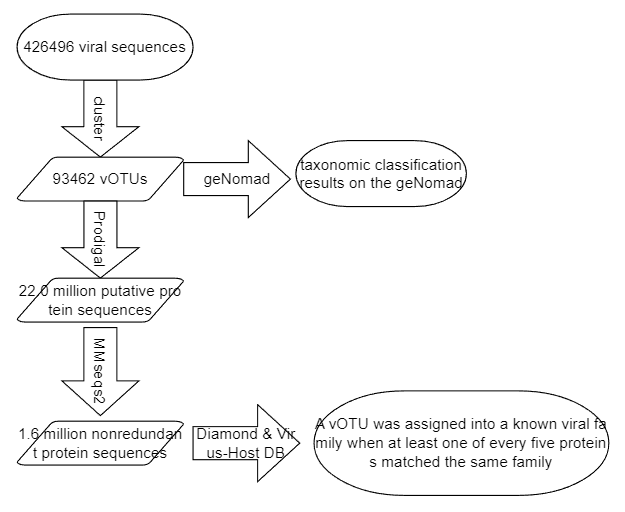 426496 viral sequences
cluster
93462 vOTUs
geNomad
taxonomic classification
results on the geNomad
Prodigal
22.0 million putative pro
tein sequences
MMseqs2
1.6 million nonredundan
t protein sequences
Diamond & Vir
us-Host DB
A vOTU was assigned into a known viral fa
mily when at least one of every five protein
s matched the same family